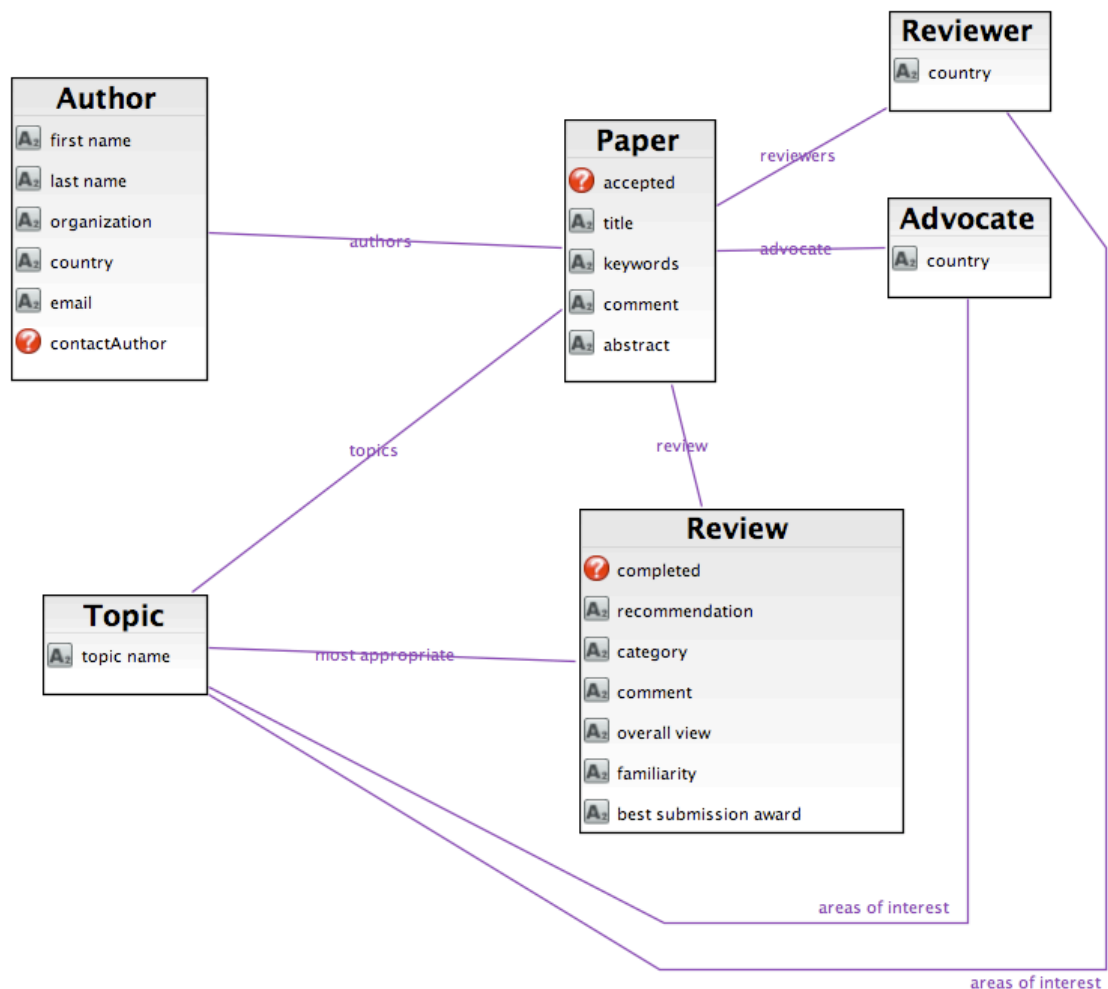 Reviewer
country
Author
first name
last name
organization
country
email
contactAuthor
Paper
accepted
title
keywords
comment
abstract
reviewers
Advocate
country
authors
advocate
topics
review
Review
completed
recommendation
category
comment
overall view
familiarity
best submission award
Topic
topic name
most appropriate
areas of interest
areas of interest